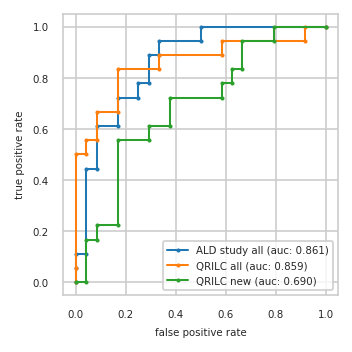 1.0
0.8
0.6
0.4
0.2
0.0
true positive rate
ALD study all (auc: 0.861)
QRILC all (auc: 0.859)
QRILC new (auc: 0.690)
0.0 0.2 0.4 0.6 0.8 1.0
false positive rate